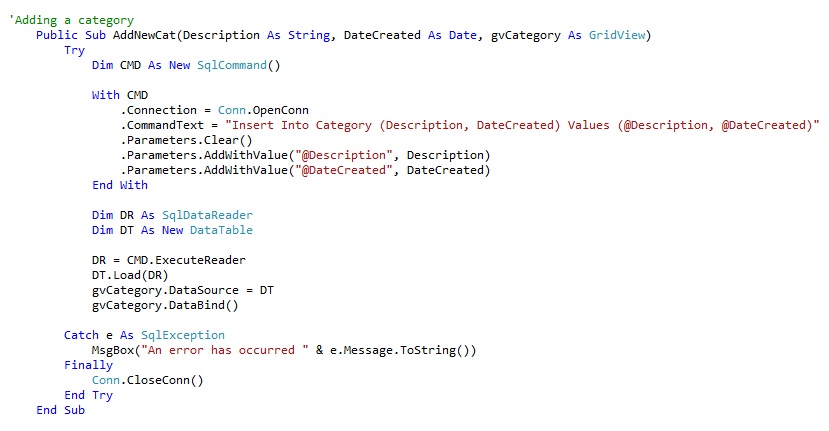 'Adding a category
Public Sub AddNewCat(Description As String, DateCreated As Date, gvCategory As GridView)
Try
Dim CMD As New SqlCommand()
With CMD
.Connection = Conn.OpenConn
.CommandText = "Insert Into Category (Description, DateCreated) Values (@Description, @DateCreated)"
.Parameters.Clear()
.Parameters.AddWithValue("@Description", Description)
.Parameters.AddWithValue("@DateCreated", DateCreated)
End With
Dim DR As SqlDataReader
Dim DT As New DataTable
DR = CMD.ExecuteReader
DT.Load(DR)
gvCategory.DataSource = DT
gvCategory.DataBind()
Catch e As SqlException
MsgBox("An error has occurred " & e.Message.ToString())
Finally
Conn.CloseConn()
End Try
End Sub